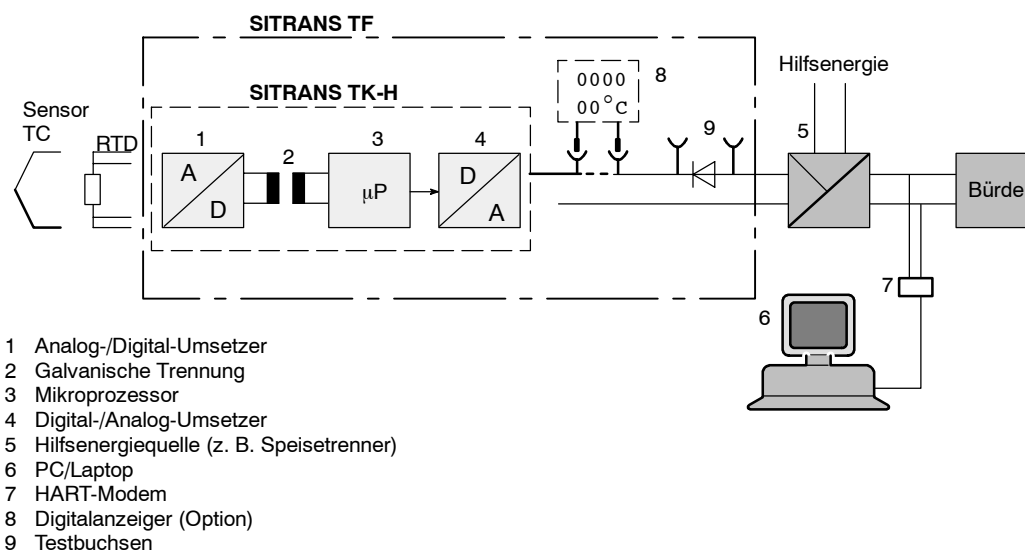 SITRANS TF
Hilfsenergie
0000
00°C
8
SITRANS TK-H
Sensor
TC
RTD
1
2
3
4
9
5
A
D
µP
D
A
Bürde
7
6
1 Analog-/Digital-Umsetzer
2 Galvanische Trennung
3 Mikroprozessor
4 Digital-/Analog-Umsetzer
5 Hilfsenergiequelle (z. B. Speisetrenner)
6 PC/Laptop
7 HART-Modem
8 Digitalanzeiger (Option)
9 Testbuchsen